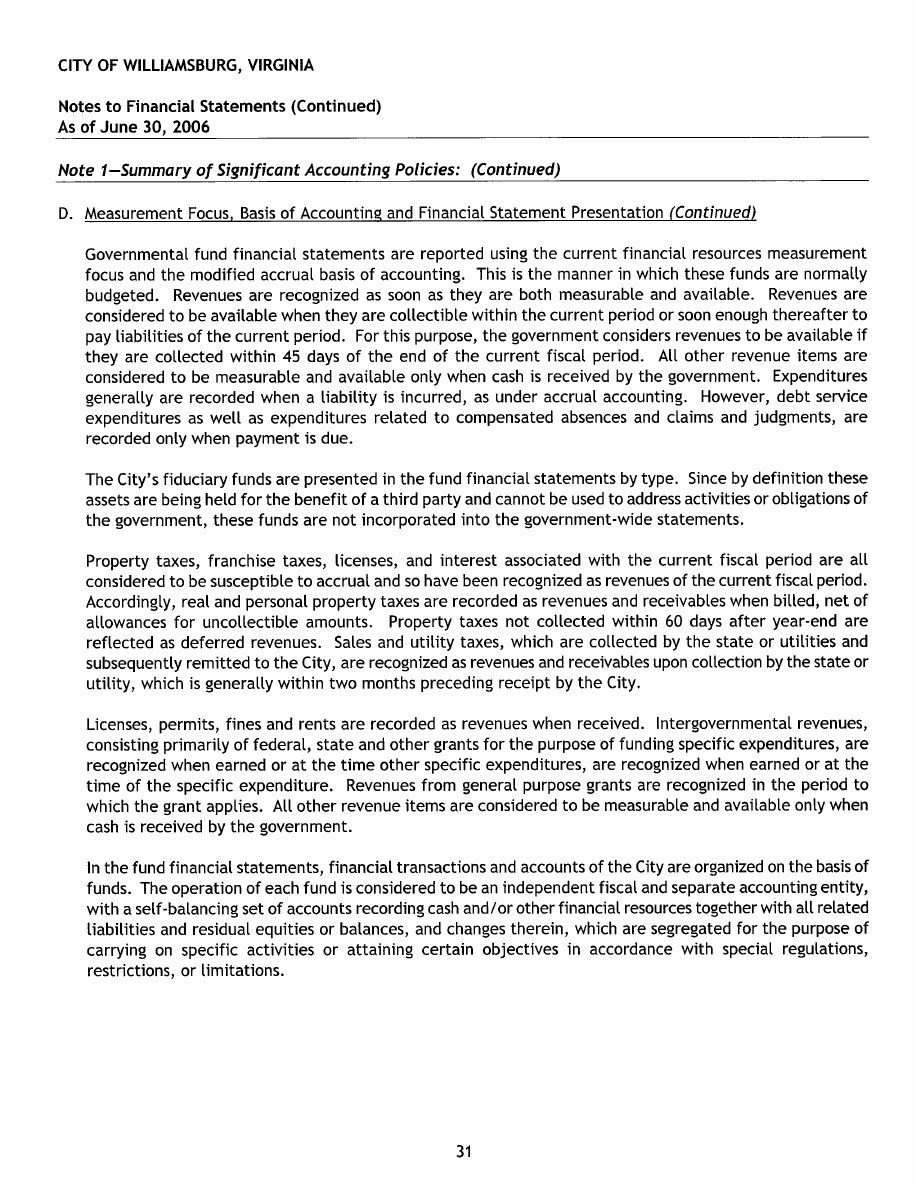 CITY OF WILLIAMSBURG, VIRGINIA
Notes to Financial Statements (Continued)
As of June 30, 2006
Note 1—Summary of Significant Accounting Policies: (Continued)
D. Measurement Focus, Basis of Accounting and Financial Statement Presentation (Continued)
Governmental fund financial statements are reported using the current financial resources measurement
focus and the modified accrual basis of accounting. This is the manner in which these funds are normally
budgeted. Revenues are recognized as soon as they are both measurable and available. Revenues are
considered to be available when they are collectible within the current period or soon enough thereafter to
pay liabilities of the current period. For this purpose, the government considers revenues to be available if
they are collected within 45 days of the end of the current fiscal period. All other revenue items are
considered to be measurable and available only when cash is received by the government. Expenditures
generally are recorded when a liability is incurred, as under accrual accounting. However, debt service
expenditures as well as expenditures related to compensated absences and claims and judgments, are
recorded only when payment is due.
The City's fiduciary funds are presented in the fund financial statements by type. Since by definition these
assets are being held for the benefit of a third party and cannot be used to address activities or obligations of
the government, these funds are not incorporated into the government-wide statements.
Property taxes, franchise taxes, licenses, and interest associated with the current fiscal period are all
considered to be susceptible to accrual and so have been recognized as revenues of the current fiscal period.
Accordingly, real and personal property taxes are recorded as revenues and receivables when billed, net of
allowances for uncollectible amounts. Property taxes not collected within 60 days after year-end are
reflected as deferred revenues. Sales and utility taxes, which are collected by the state or utilities and
subsequently remitted to the City, are recognized as revenues and receivables upon collection by the state or
utility, which is generally within two months preceding receipt by the City.
Licenses, permits, fines and rents are recorded as revenues when received. Intergovernmental revenues,
consisting primarily of federal, state and other grants for the purpose of funding specific expenditures, are
recognized when earned or at the time other specific expenditures, are recognized when earned or at the
time of the specific expenditure. Revenues from general purpose grants are recognized in the period to
which the grant applies. All other revenue items are considered to be measurable and available only when
cash is received by the government.
In the fund financial statements, financial transactions and accounts of the City are organized on the basis of
funds. The operation of each fund is considered to be an independent fiscal and separate accounting entity,
with a self-balancing set of accounts recording cash and/or other financial resources together with all related
liabilities and residual equities or balances, and changes therein, which are segregated for the purpose of
carrying on specific activities or attaining certain objectives in accordance with special regulations,
restrictions, or limitations.
31